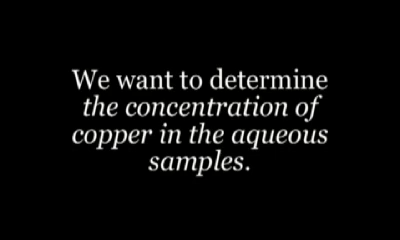 We want to determine
the concentration of
copper in the aqueous
samples.